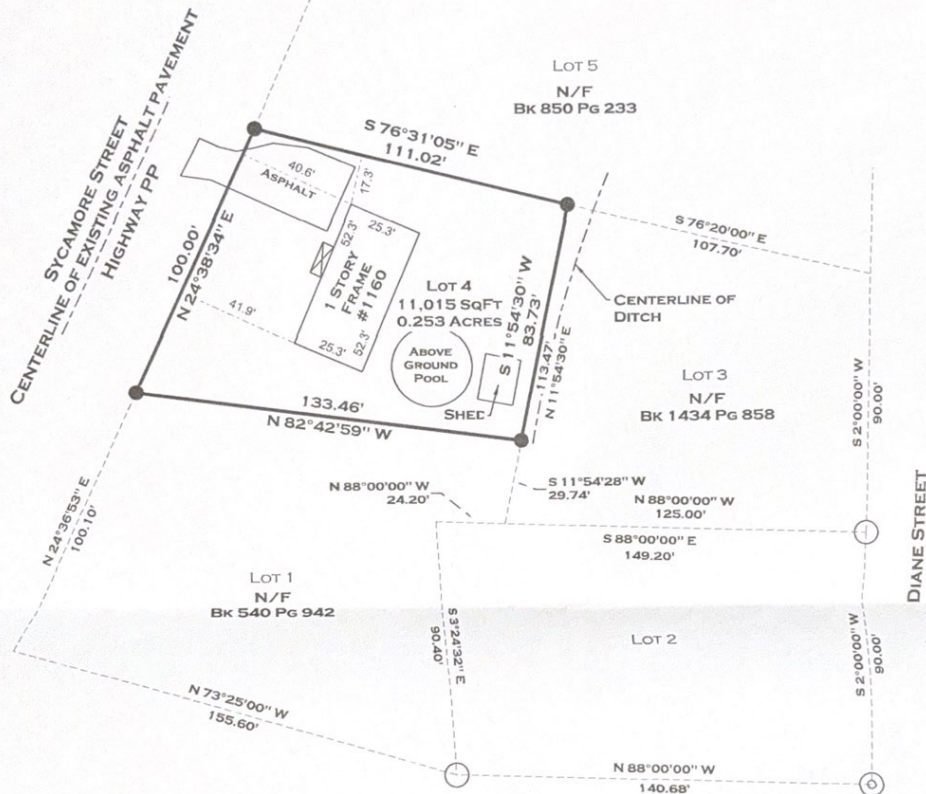 SYCAMORE STREET
CENTERLINE OF EXISTING ASPHALT PAVEMENT
HIGHWAY PP
LOT 5
N/F
BK 850 PG 233
S 76°31'05" E
111.02'
40.6'
ASPHALT
17.3'
100.00'
N 24°38'34" E
52.3'
25.3'
1 STORY
FRAME
#1160
41.9'
25.3'
52.3'
LOT 4
11,015 SQFT
0.253 ACRES
ABOVE
GROUND
POOL
SHED
S 11°54'30" W
83.73'
113.47'
N 11°54'30" E
133.46'
N 82°42'59" W
S 76°20'00" E
107.70'
CENTERLINE OF
DITCH
LOT 3
N/F
BK 1434 PG 858
S 2°00'00" W
90.00'
N 88°00'00" W
24.20'
S 11°54'28" W
29.74'
N 88°00'00" W
125.00'
S 88°00'00" E
149.20'
DIANE STREET
N 24°36'53" E
100.10'
LOT 1
N/F
BK 540 PG 942
S 3°24'32" E
90.40'
LOT 2
S 2°00'00" W
90.00'
N 73°25'00" W
155.60'
N 88°00'00" W
140.68'